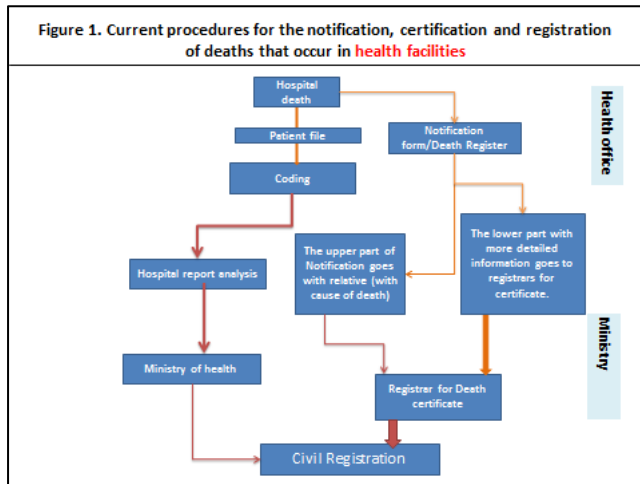 Figure 1. Current procedures for the notification, certification and registration
of deaths that occur in health facilities
Hospital
death
Patient file
Notification
form/Death Register
Health office
Coding
The upper part of
Notification goes
with relative (with
cause of death)
The lower part with
more detailed
information goes to
registrars for
certificate.
Hospital report analysis
Ministry
Ministry of health
Registrar for Death
certificate
Civil Registration